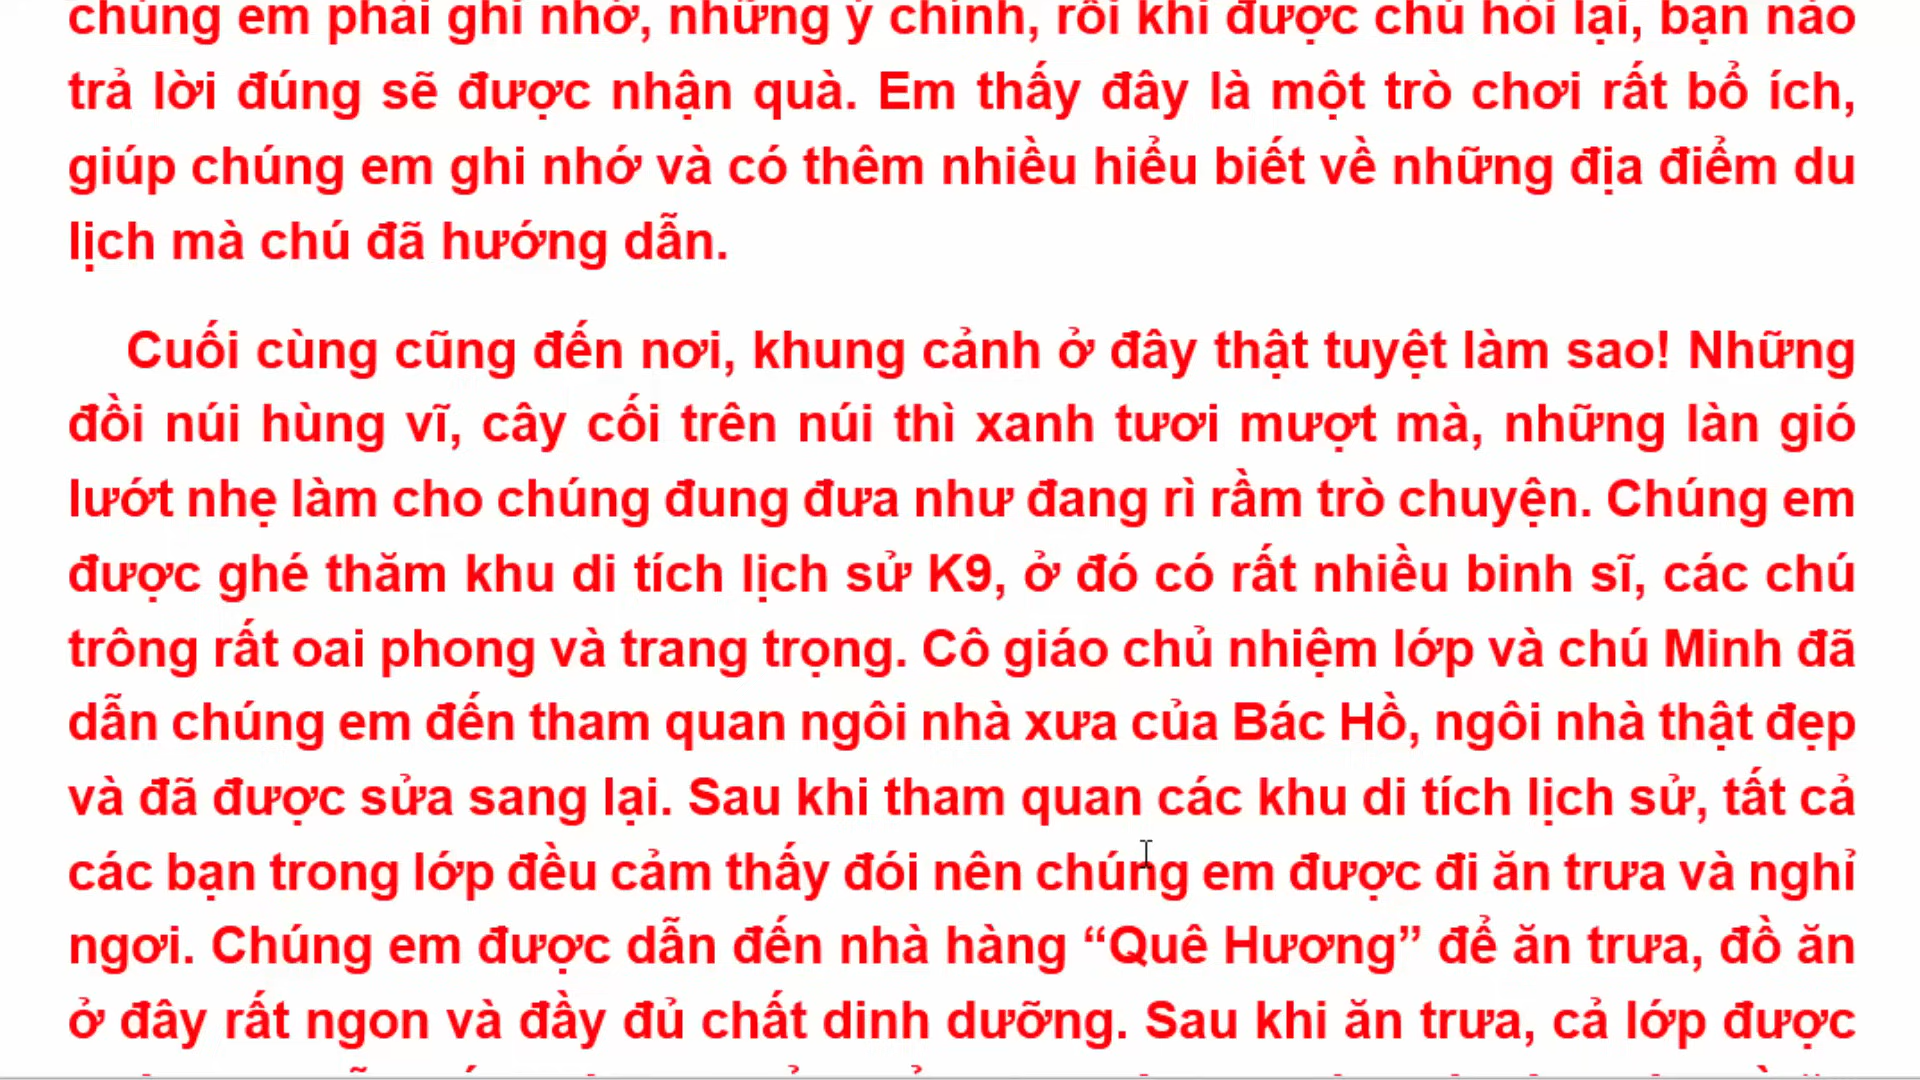 chúng em phải ghi nhớ, những ý chính, rồi khi được chú hỏi lại, bạn nào
trả lời đúng sẽ được nhận quà. Em thấy đây là một trò chơi rất bổ ích,
giúp chúng em ghi nhớ và có thêm nhiều hiểu biết về những địa điểm du
lịch mà chú đã hướng dẫn.
Cuối cùng cũng đến nơi, khung cảnh ở đây thật tuyệt làm sao! Những
đồi núi hùng vĩ, cây cối trên núi thì xanh tươi mượt mà, những làn gió
lướt nhẹ làm cho chúng đung đưa như đang rì rầm trò chuyện. Chúng em
được ghé thăm khu di tích lịch sử K9, ở đó có rất nhiều binh sĩ, các chú
trông rất oai phong và trang trọng. Cô giáo chủ nhiệm lớp và chú Minh đã
dẫn chúng em đến tham quan ngôi nhà xưa của Bác Hồ, ngôi nhà thật đẹp
và đã được sửa sang lại. Sau khi tham quan các khu di tích lịch sử, tất cả
các bạn trong lớp đều cảm thấy đói nên chúng em được đi ăn trưa và nghỉ
ngơi. Chúng em được dẫn đến nhà hàng “Quê Hương” để ăn trưa, đồ ăn
ở đây rất ngon và đầy đủ chất dinh dưỡng. Sau khi ăn trưa, cả lớp được